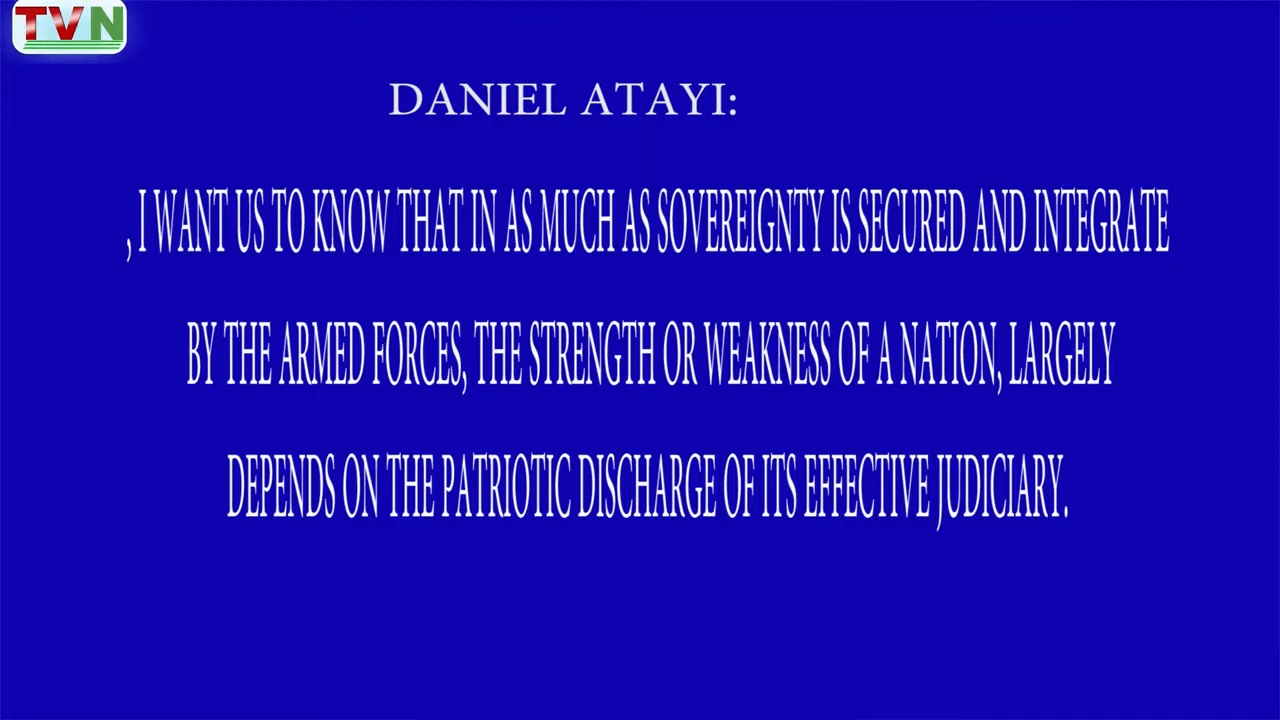 TVN
DANIEL ATAYI:
, I WANT US TO KNOW THAT IN AS MUCH AS SOVEREIGNTY IS SECURED AND INTEGRATE
BY THE ARMED FORCES, THE STRENGTH OR WEAKNESS OF A NATION, LARGELY
DEPENDS ON THE PATRIOTIC DISCHARGE OF ITS EFFECTIVE JUDICIARY.